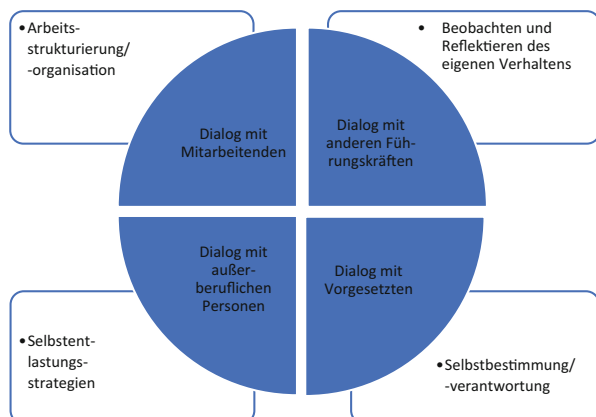 •Arbeits-
strukturierung/
-organisation
• Beobachten und
Reflektieren des
eigenen Verhaltens
Dialog mit
Mitarbeitenden
Dialog mit
anderen Füh-
rungskräften
Dialog mit
außer-
beruflichen
Personen
Dialog mit
Vorgesetzten
•Selbstent-
lastungs-
strategien
•Selbstbestimmung/
-verantwortung